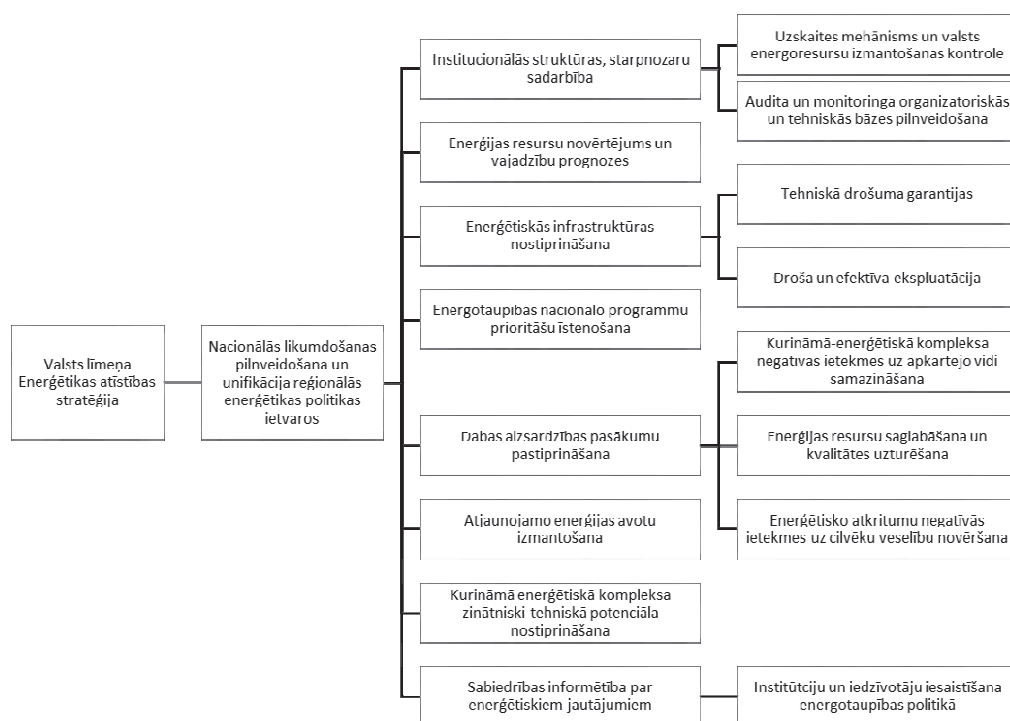 Valsts līmeņa
Enerģētikas atīstības
stratēģija
Nacionālās likumdošanas
pilnveidošana un
unifikācija reģionālās
enerģētikas politikas
ietvaros
Institucionālās struktūras, starpnozaru
sadarbība
Uzskaites mehānisms un valsts
energoresursu izmantošanas kontrole
Audita un monitoringa organizatoriskās
un tehniskās bāzes pilnveidošana
Enerģijas resursu novērtējums un
vajadzību prognozes
Enerģētiskās infrastruktūras
nostiprināšana
Tehniskā drošuma garantijas
Droša un efektīva ekspluatācija
Energotaupības nacionālo programmu
prioritāšu īstenošana
Dabas aizsardzības pasākumu
pastiprināšana
Kurināmā-enerģētiskā kompleksa
negatīvās ietekmes uz apkārtējo vidi
samazināšana
Enerģijas resursu saglabāšana un
kvalitātes uzturēšana
Enerģētisko atkritumu negatīvās
ietekmes uz cilvēku veselību novēršana
Atjaunojamo enerģijas avotu
izmantošana
Kurināmā enerģētiskā kompleksa
zinātniski tehniskā potenciāla
nostiprināšana
Sabiedrības informētība par
enerģētiskiem jautājumiem
Institūtciju un iedzīvotāju iesaistīšana
energotaupības politikā